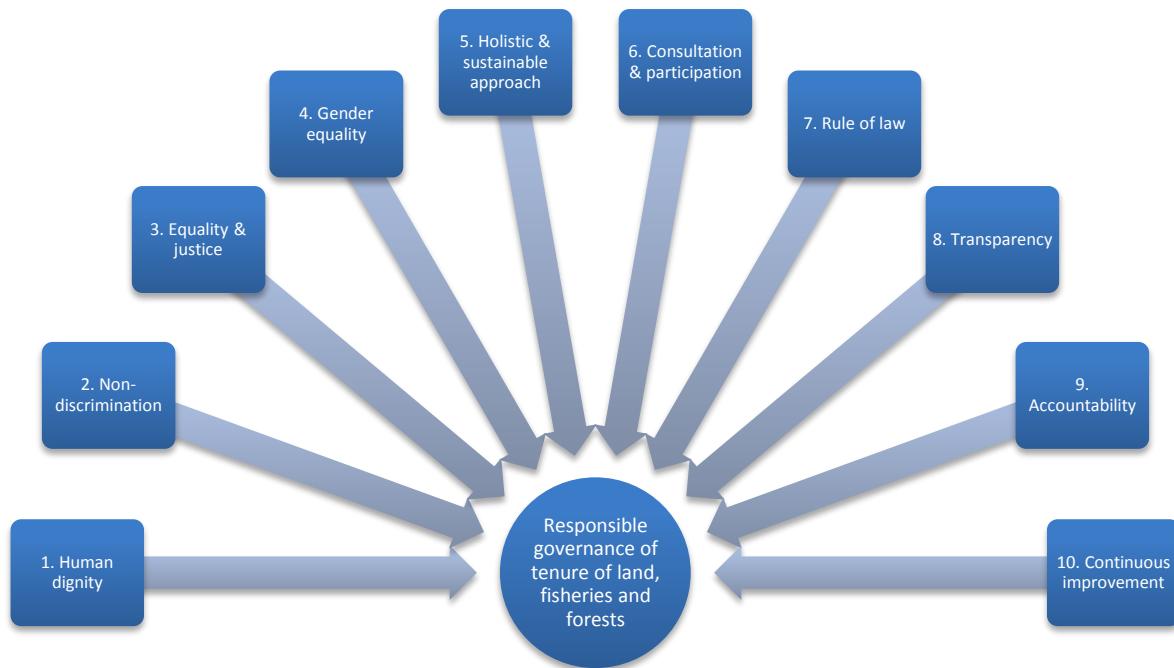 1. Human
dignity
2. Non-
discrimination
3. Equality &
justice
4. Gender
equality
5. Holistic &
sustainable
approach
6. Consultation
& participation
7. Rule of law
8. Transparency
9.
Accountability
10. Continuous
improvement
Responsible
governance of
tenure of land,
fisheries and
forests